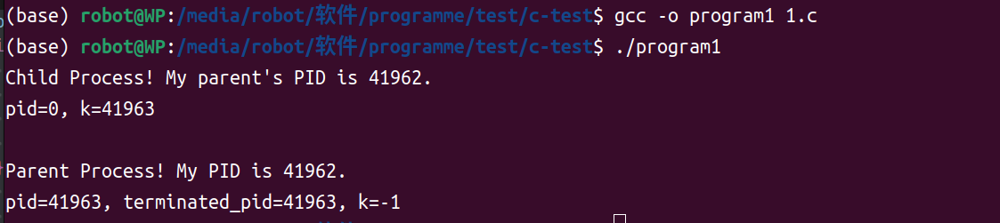 (base) robot@WP:/media/robot/软件/programme/test/c-test$ gcc -o program1 1.c
(base) robot@WP:/media/robot/软件/programme/test/c-test$ ./program1
Child Process! My parent's PID is 41962.
pid=0, k=41963
Parent Process! My PID is 41962.
pid=41963, terminated_pid=41963, k=-1